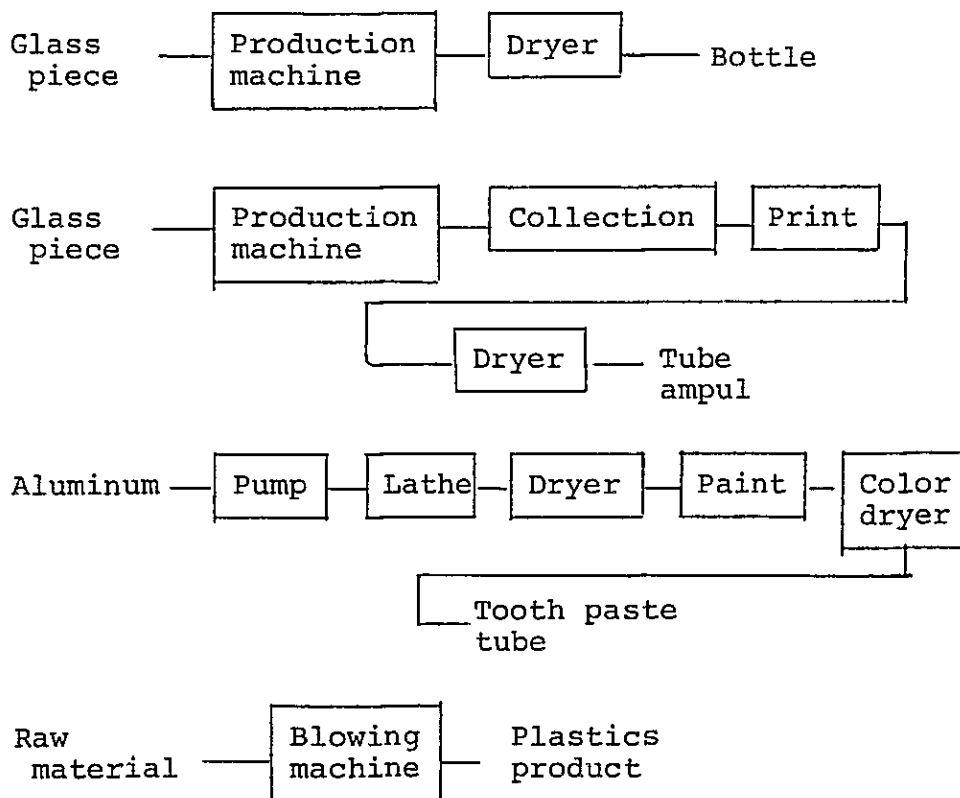 Glass piece
Production machine
Dryer
Bottle
Glass piece
Production machine
Collection
Print
Dryer
Tube ampul
Aluminum
Pump
Lathe
Dryer
Paint
Color dryer
Tooth paste tube
Raw material
Blowing machine
Plastics product